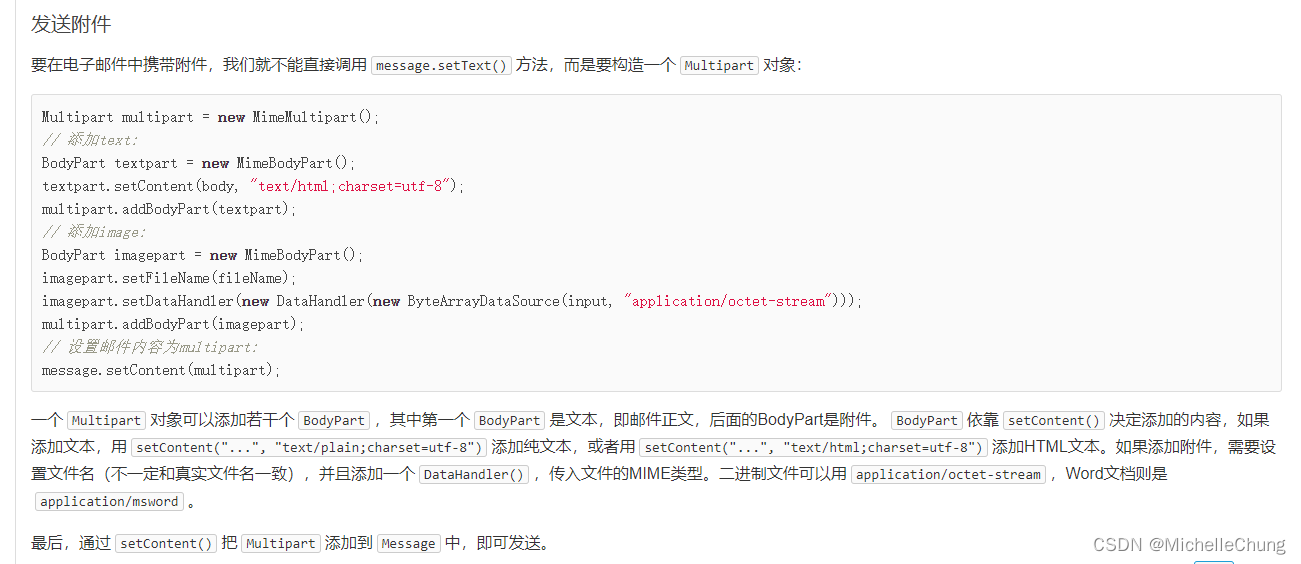 发送附件
要在电子邮件中携带附件，我们就不能直接调用 message.setText() 方法，而是要构造一个 Multipart 对象：
Multipart multipart = new MimeMultipart();
// 添加text:
BodyPart textpart = new MimeBodyPart();
textpart.setContent(body, "text/html;charset=utf-8");
multipart.addBodyPart(textpart);
// 添加image:
BodyPart imagepart = new MimeBodyPart();
imagepart.setFileName(fileName);
imagepart.setDataHandler(new DataHandler(new ByteArrayDataSource(input, "application/octet-stream")));
multipart.addBodyPart(imagepart);
// 设置邮件内容为multipart:
message.setContent(multipart);
一个 Multipart 对象可以添加若干个 BodyPart ，其中第一个 BodyPart 是文本，即邮件正文，后面的BodyPart是附件。 BodyPart 依靠 setContent() 决定添加的内容，如果
添加文本，用 setContent("...", "text/plain;charset=utf-8") 添加纯文本，或者用 setContent("...", "text/html;charset=utf-8") 添加HTML文本。如果添加附件，需要设
置文件名（不一定和真实文件名一致），并且添加一个 DataHandler() ，传入文件的MIME类型。二进制文件可以用 application/octet-stream ，Word文档则是
application/msword 。
最后，通过 setContent() 把 Multipart 添加到 Message 中，即可发送。
CSDN @MichelleChung